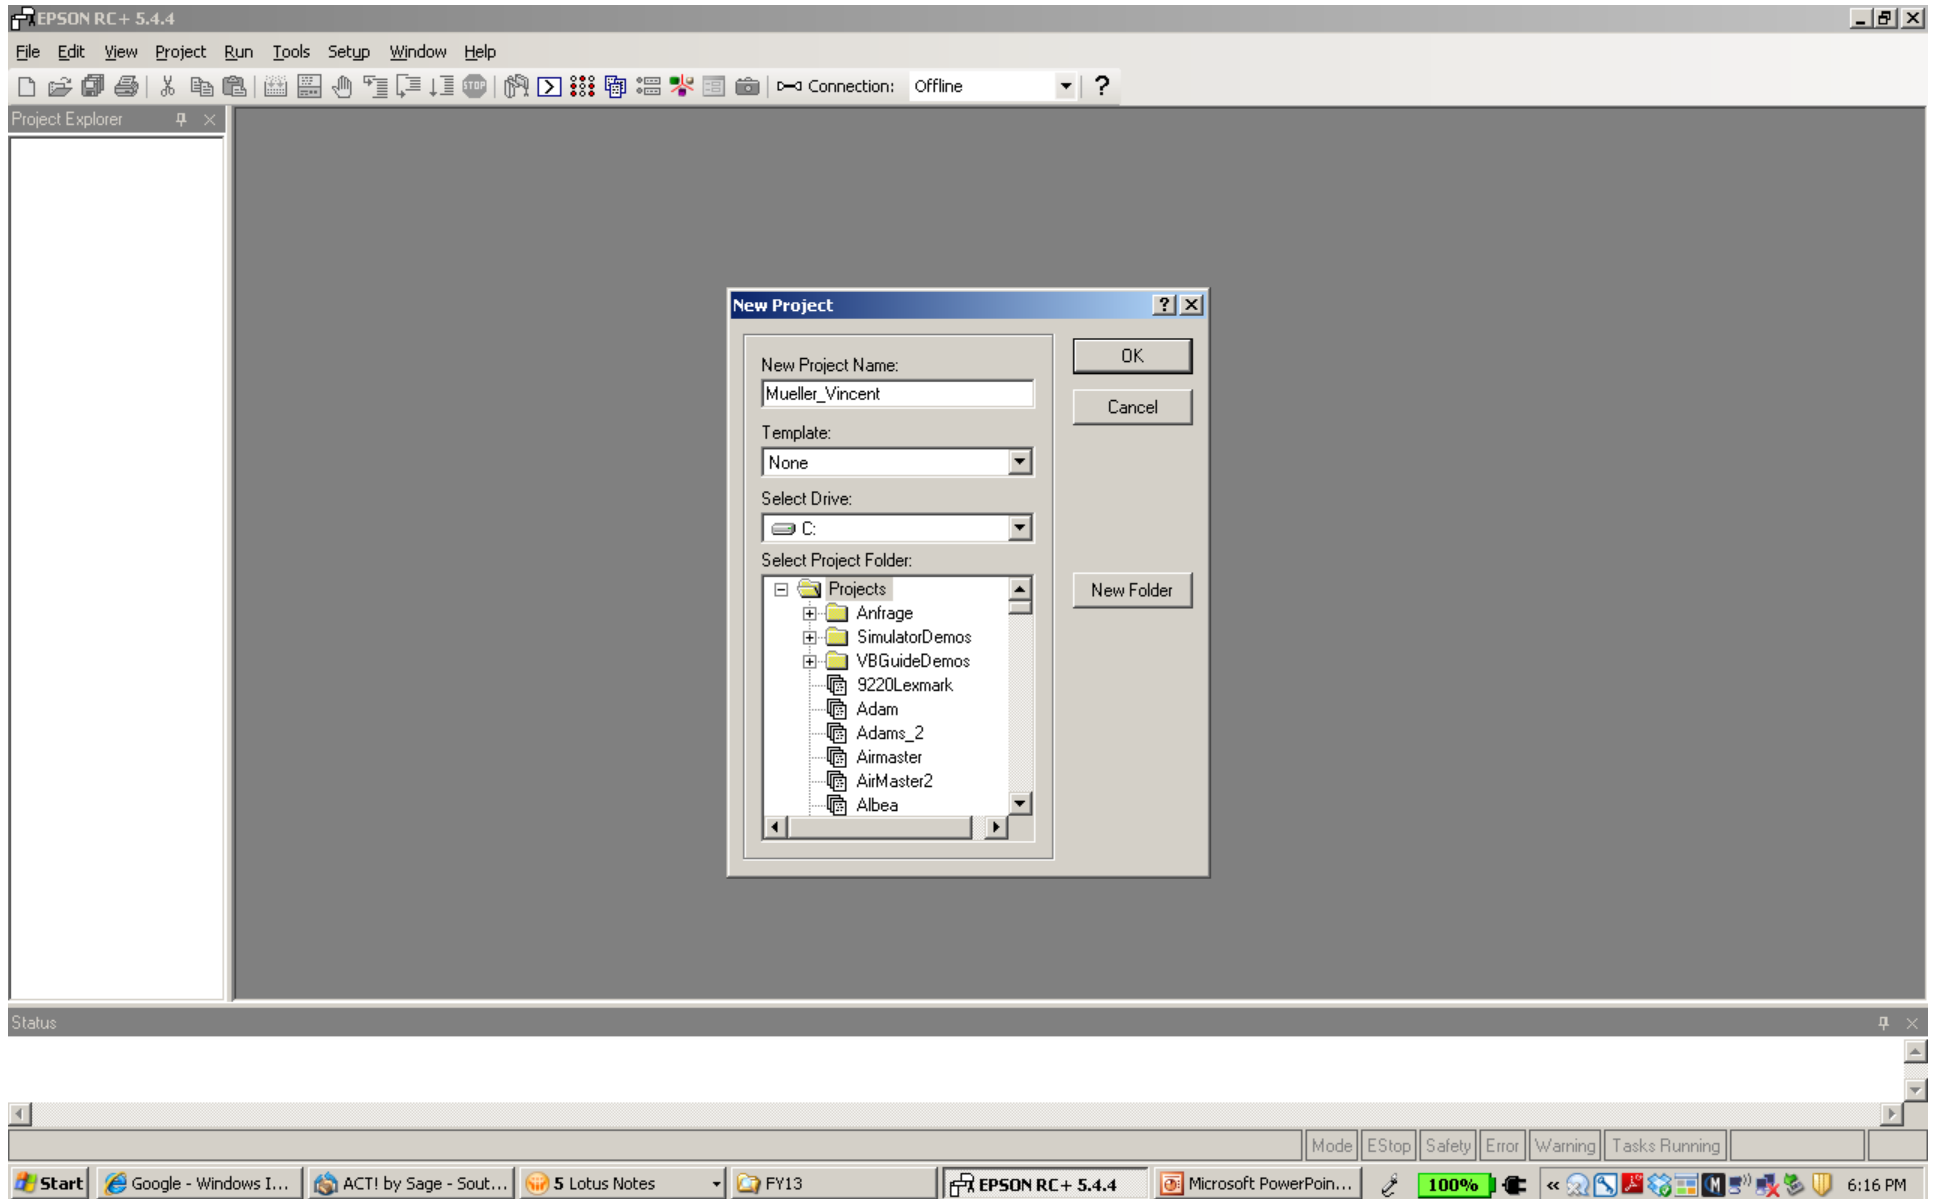 EPSON RC+ 5.4.4
File Edit View Project Run Tools Setup Window Help
Connection: Offline
Project Explorer
New Project
New Project Name:
OK
Mueller_Vincent
Cancel
Template:
None
Select Drive:
C:
Select Project Folder:
Projects
New Folder
Anfrage
SimulatorDemos
VBGuideDemos
9220Lexmark
Adam
Adams_2
Airmaster
AirMaster2
Albea
Status
Mode EStop Safety Error Warning Tasks Running
Start Google - Windows I... ACT! by Sage - Sout... 5 Lotus Notes FY13 EPSON RC+ 5.4.4 Microsoft PowerPoin... 100% 6:16 PM